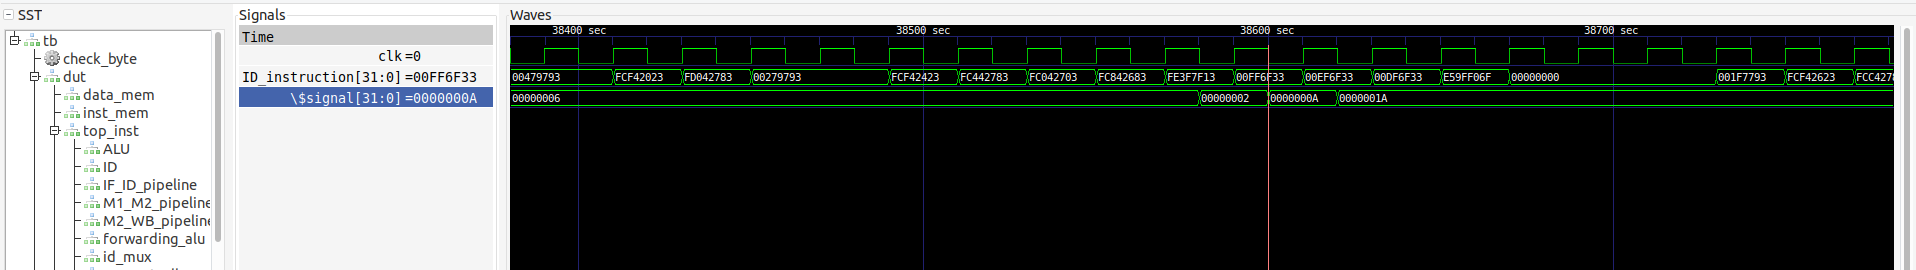 SST
tb
check_byte
dut
data_mem
inst_mem
top_inst
ALU
ID
IF_ID_pipeline
M1_M2_pipeline
M2_WB_pipeline
forwarding_alu
id_mux
Signals
Time
clk =0
ID_instruction[31:0] =00FF6F33
\$signal[31:0] =0000000A
Waves
38400 sec 38500 sec 38600 sec 38700 sec
00479793 FCF42023 FD042783 00279793 FCF42423 FC442783 FC042703 FC842683 FE3F7F13 00FF6F33 00EF6F33 00DF6F33 E59FF06F 00000000 001F7793 FCF42623 FCC4278
00000006 00000002 0000000A 0000001A